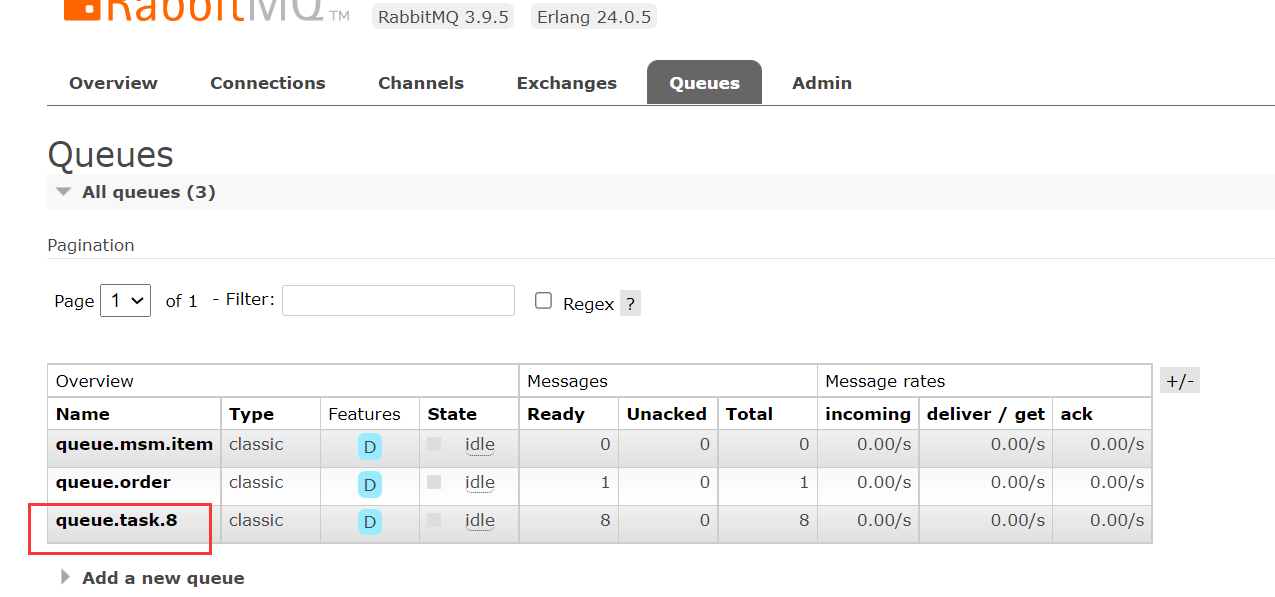 RabbitMQ TM RabbitMQ 3.9.5 Erlang 24.0.5
Overview Connections Channels Exchanges Queues Admin
Queues
All queues (3)
Pagination
Page 1 of 1 - Filter: Regex ?
Overview Messages Message rates +/-
Name Type Features State Ready Unacked Total incoming deliver / get ack
queue.msm.item classic D idle 0 0 0 0.00/s 0.00/s 0.00/s
queue.order classic D idle 1 0 1 0.00/s 0.00/s 0.00/s
queue.task.8 classic D idle 8 0 8 0.00/s 0.00/s 0.00/s
Add a new queue